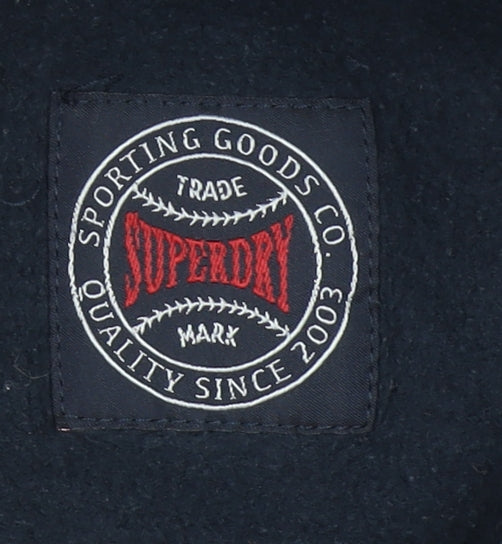 SPORTING GOODS CO.
TRADE
SUPERDRY
MARK
QUALITY SINCE 2003